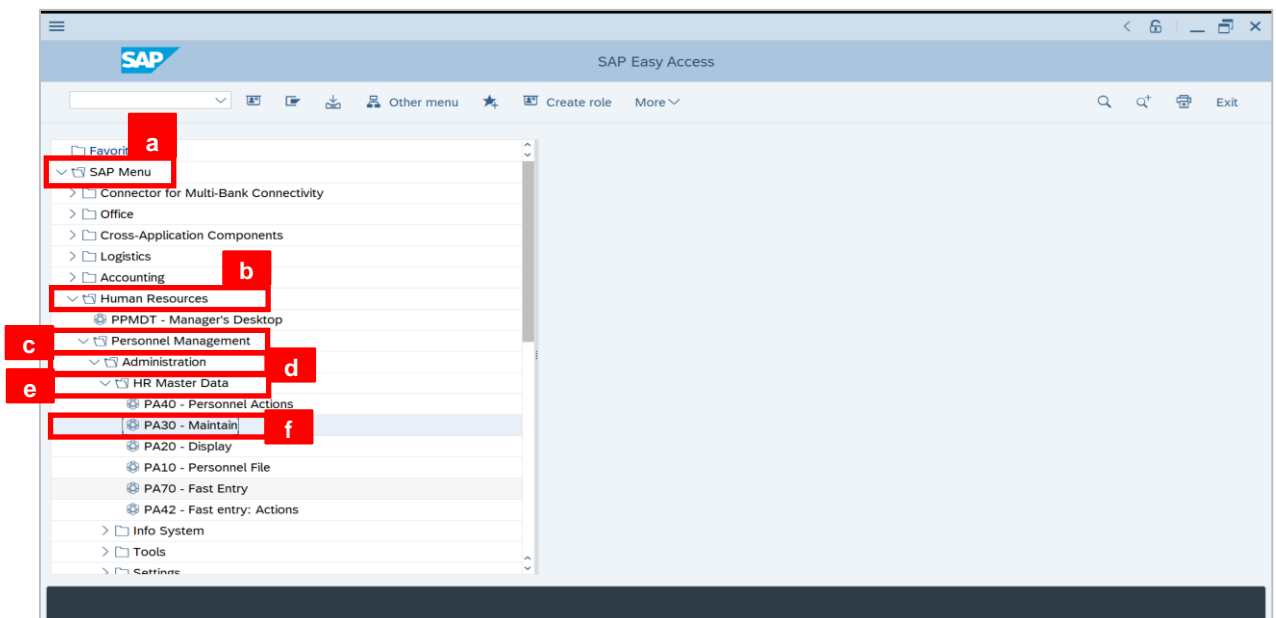 SAP
SAP Easy Access
Other menu Create role More Exit
a
Favorit
SAP Menu
Connector for Multi-Bank Connectivity
Office
Cross-Application Components
Logistics
b
Accounting
Human Resources
PPMDT - Manager's Desktop
c Personnel Management
Administration d
e HR Master Data
PA40 - Personnel Actions
PA30 - Maintain f
PA20 - Display
PA10 - Personnel File
PA70 - Fast Entry
PA42 - Fast entry: Actions
Info System
Tools
Settings